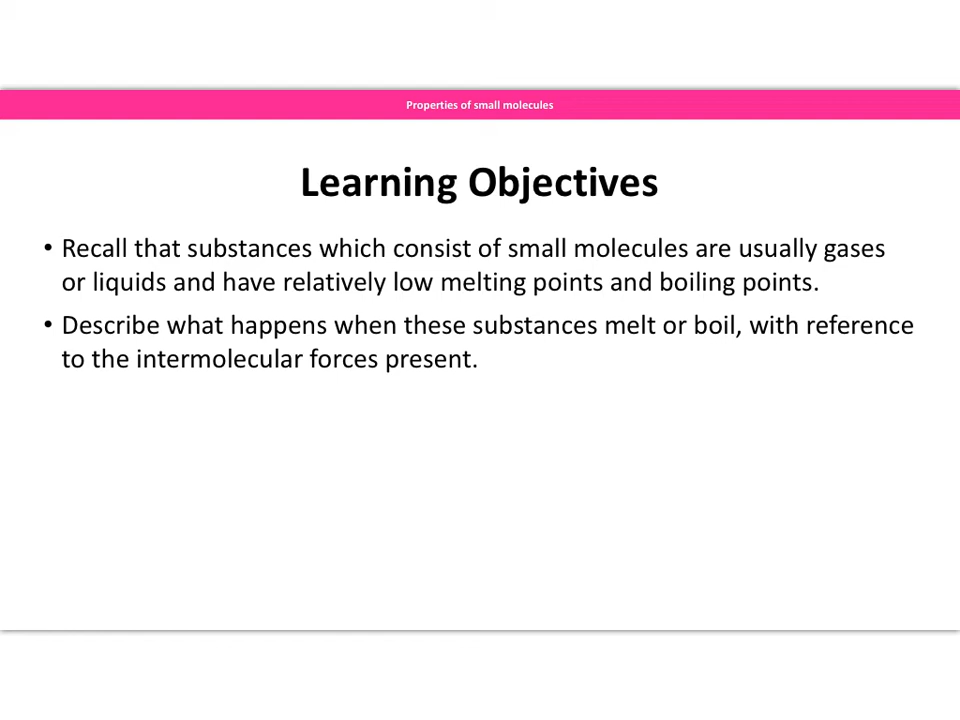 Properties of small molecules
Learning Objectives
• Recall that substances which consist of small molecules are usually gases
or liquids and have relatively low melting points and boiling points.
• Describe what happens when these substances melt or boil, with reference
to the intermolecular forces present.